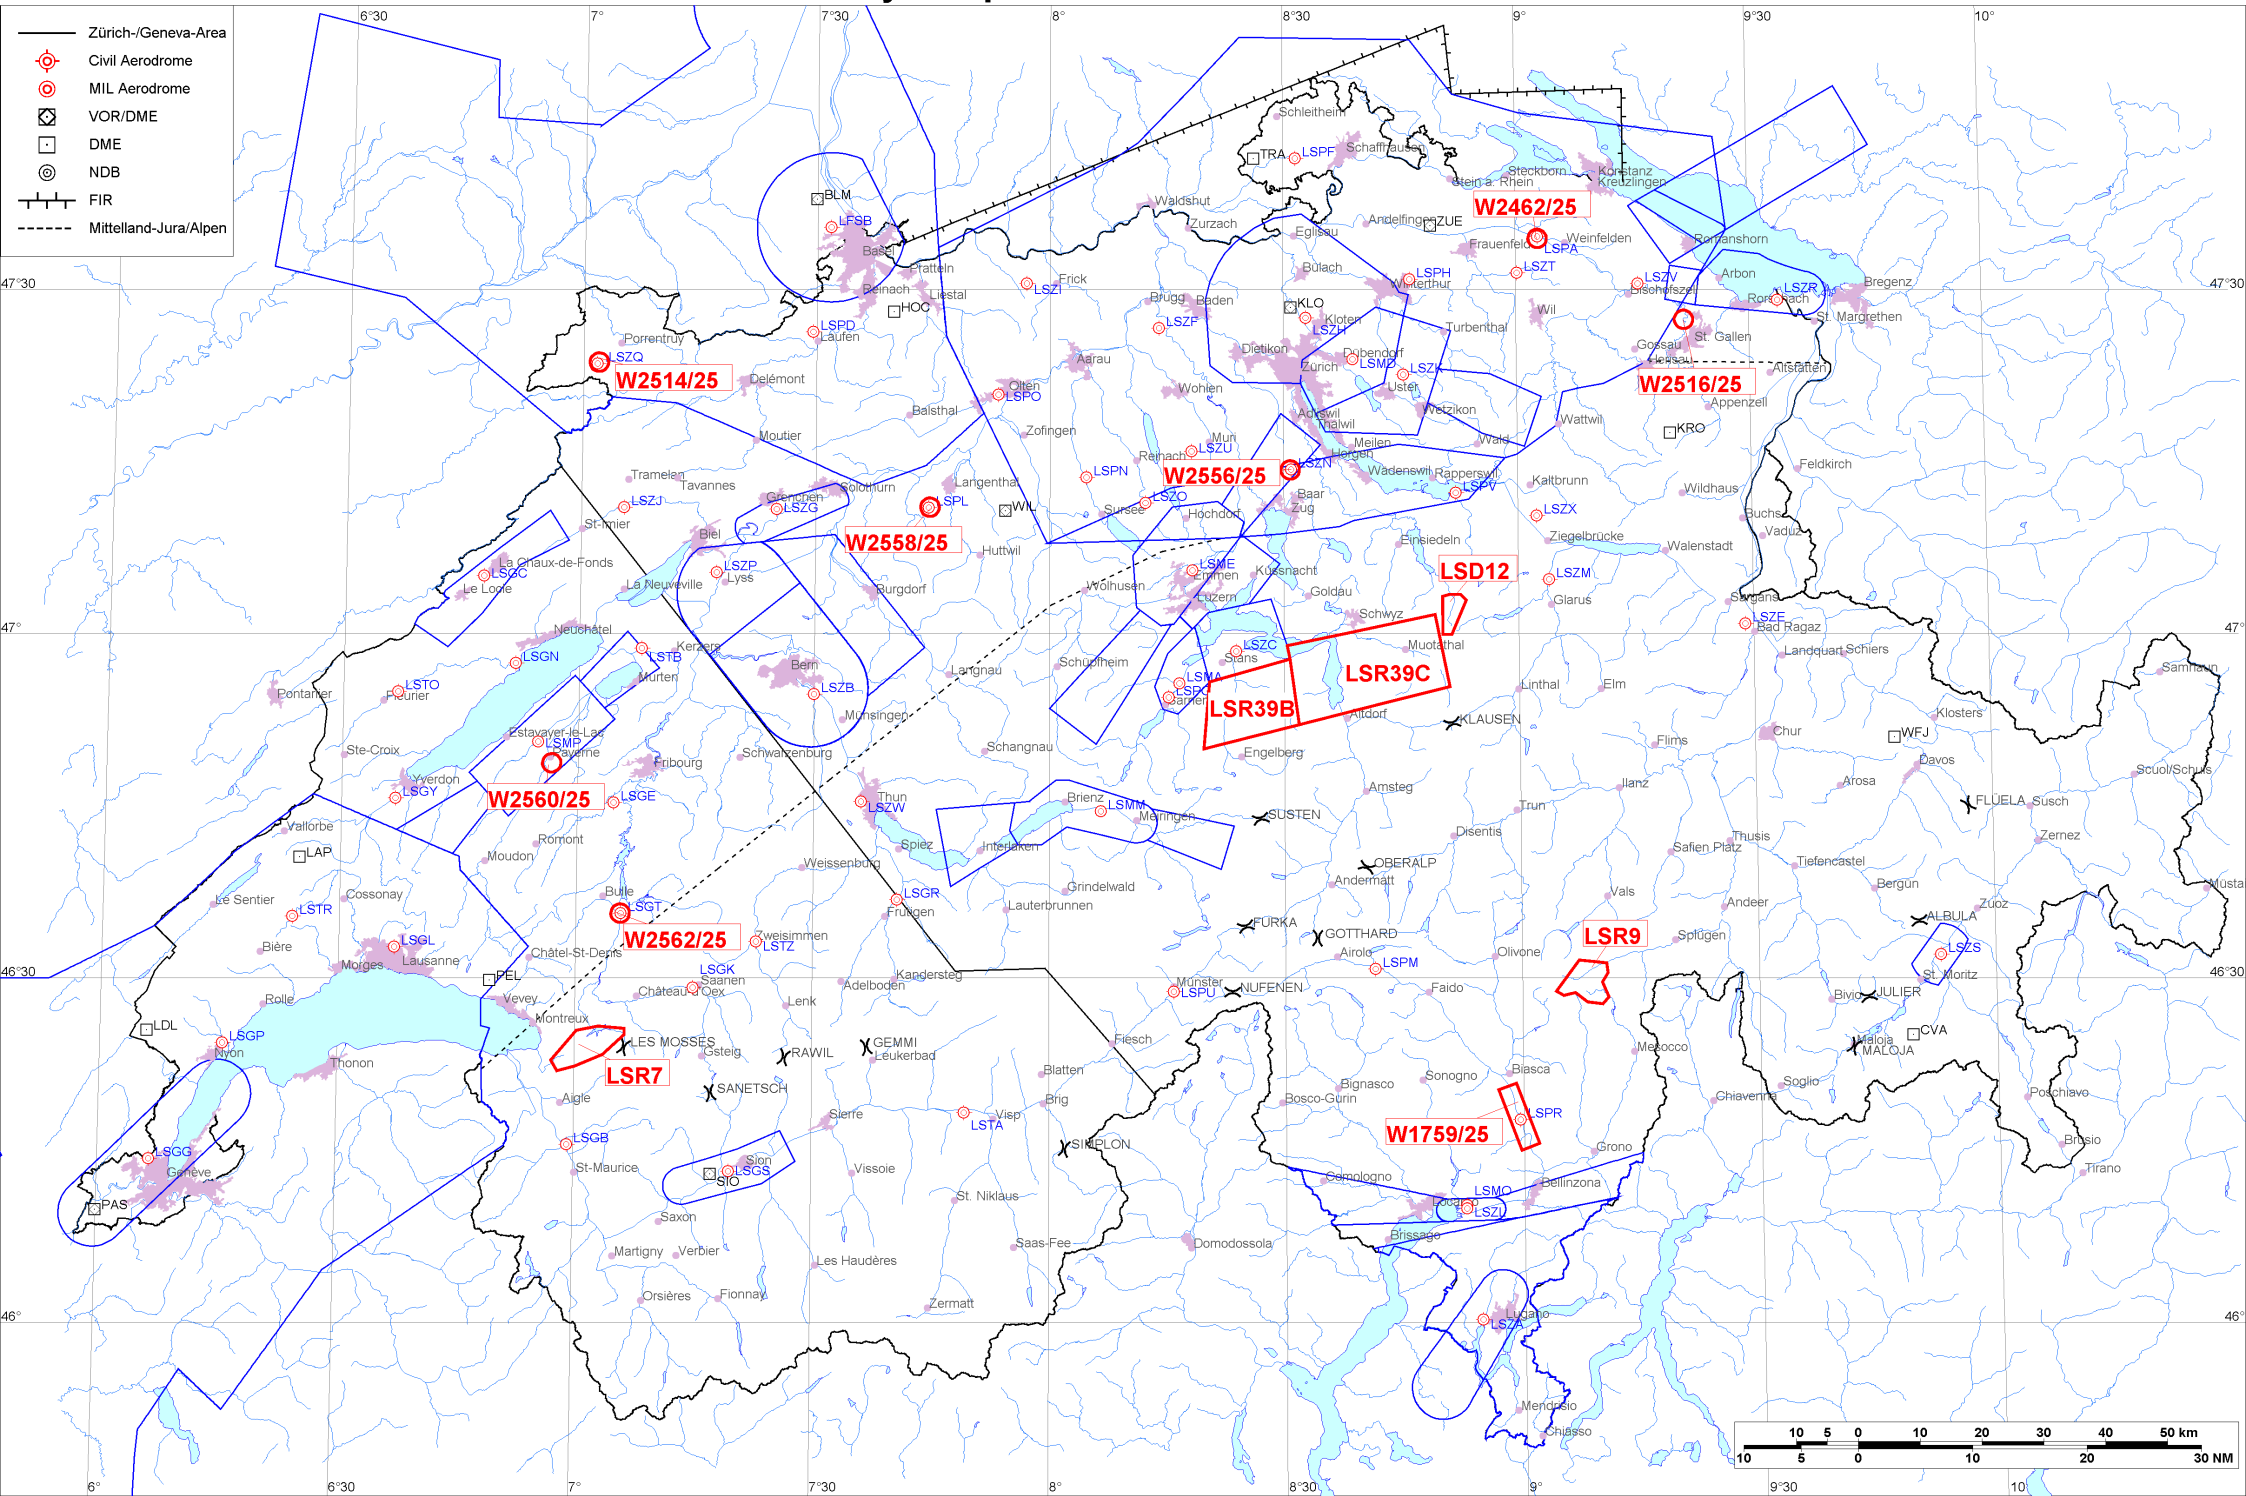 6°30
7°
7°30
8°
8°30
9°
9°30
10°
Zürich-/Geneva-Area
Civil Aerodrome
MIL Aerodrome
VOR/DME
DME
NDB
FIR
Mittelland-Jura/Alpen
Schleitheim
TRA
LSPF
Schaffhausen
Steckborn
Konstanz
Stein a. Rhein
Kreuzlingen
BLM
Waldshut
W2462/25
LFSB
Zurzach
Andelfingen
ZUE
Eglisau
Basel
Frauenfeld
Weinfelden
LSPA
Romanshorn
Pratteln
Bülach
LSPH
LSZT
LSZV
Arbon
47°30
Reinach
Liestal
LSZI
Frick
Winterthur
Bischofszell
LSZR
Bregenz
47°30
HOC
Brugg
Baden
KLO
Rorschach
LSPD
Laufen
LSZF
Kloten
LSZH
Turbenthal
Wil
St. Margrethen
Porrentruy
Dietikon
Dübendorf
St. Gallen
LSZQ
Aarau
LSMD
Gossau
Herisau
W2514/25
Delémont
Zürich
LSZK
W2516/25
Altstätten
Olten
LSPO
Wohlen
Uster
Appenzell
Balsthal
Adliswil
Wetzikon
Thalwil
Wattwil
Moutier
Zofingen
Muri
Meilen
Wald
KRO
LSZU
Horgen
Reinach
LSZN
Tramelan
LSPN
W2556/25
Wädenswil
Rapperswil
Feldkirch
Tavannes
Solothurn
Langenthal
LSPV
Kaltbrunn
Wildhaus
Grenchen
LSZJ
LSZG
LSPL
WIL
LSZO
Baar
Zug
Sursee
Hochdorf
LSZX
Buchs
St-Imier
Biel
W2558/25
Vaduz
Huttwil
Einsiedeln
Ziegelbrücke
Walenstadt
La Chaux-de-Fonds
LSGC
LSZP
Lyss
LSME
Emmen
Küssnacht
LSD12
LSZM
Le Locle
La Neuveville
Burgdorf
Wolhusen
Luzern
Goldau
Glarus
Sargans
Schwyz
LSZE
47°
Neuchâtel
Bad Ragaz
47°
Kerzers
LSZC
Muotathal
LSGN
LSTB
Bern
Langnau
Schüpfheim
Stans
LSR39C
Landquart
Schiers
Samnaun
Pontarlier
LSTO
Fleurier
Murten
LSZB
LSMA
LSPG
Sarnen
Linthal
Elm
LSR39B
Münsingen
Altdorf
KLAUSEN
Klosters
Estavayer-le-Lac
Ste-Croix
LSMP
Payerne
Schwarzenburg
Schangnau
Engelberg
Flims
Chur
WFJ
Fribourg
Davos
Yverdon
LSGY
W2560/25
LSGE
Thun
LSZW
Brienz
LSMM
Meiringen
Amsteg
Ilanz
Arosa
Scuol/Schuls
SUSTEN
Trun
FLÜELA
Susch
Vallorbe
Romont
Disentis
Thusis
Zernez
LAP
Moudon
Weissenburg
Spiez
Interlaken
Safien Platz
OBERALP
Tiefencastel
Andermatt
Le Sentier
Cossonay
Bulle
LSGR
Grindelwald
Vals
Bergün
Müstair
LSTR
LSGT
Frutigen
Lauterbrunnen
Andeer
Zuoz
FURKA
ALBULA
W2562/25
Zweisimmen
LSTZ
GOTTHARD
LSR9
Splügen
Bière
LSGL
Lausanne
Châtel-St-Denis
Airolo
Olivone
LSZS
Morges
46°30
PEL
LSGK
Saanen
Kandersteg
LSPM
St. Moritz
46°30
Adelboden
Münster
LSPU
NUFENEN
Faido
Rolle
Vevey
Château-d'Oex
Lenk
Bivio
JULIER
Montreux
LDL
LSGP
LES MOSSES
GEMMI
Fiesch
CVA
Nyon
Gsteig
RAWIL
Leukerbad
Mesocco
Maloja
MALOJA
Thonon
LSR7
Blatten
Biasca
SANETSCH
Bignasco
Sonogno
Soglio
Aigle
Brig
Bosco-Gurin
Chiavenna
Poschiavo
Sierre
LSTA
Visp
LSPR
W1759/25
LSGB
SIMPLON
Grono
Brusio
LSGG
Genève
St-Maurice
Sion
LSGS
SIO
Vissoie
Comologno
Tirano
Bellinzona
PAS
St. Niklaus
LSMO
Locarno
LSZL
Saxon
Brissago
Martigny
Verbier
Les Haudères
Saas-Fee
Domodossola
Orsières
Fionnay
Zermatt
46°
Lugano
LSZA
46°
Mendrisio
Chiasso
10 5 0 10 20 30 40 50 km
10 5 0 10 20 30 NM
6°
6°30
7°
7°30
8°
8°30
9°
9°30
10°